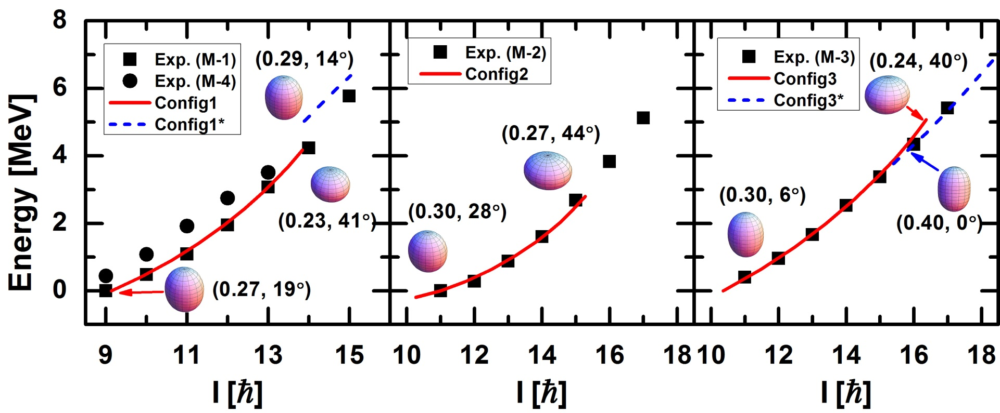 Energy [MeV]
8
6
4
2
0
Exp. (M-1)
Exp. (M-4)
Config1
Config1*
(0.29, 14°)
(0.23, 41°)
(0.27, 19°)
9 11 13 15
I [ℏ]
Exp. (M-2)
Config2
(0.27, 44°)
(0.30, 28°)
10 12 14 16 18
I [ℏ]
Exp. (M-3)
Config3
Config3*
(0.24, 40°)
(0.30, 6°)
(0.40, 0°)
10 12 14 16 18
I [ℏ]